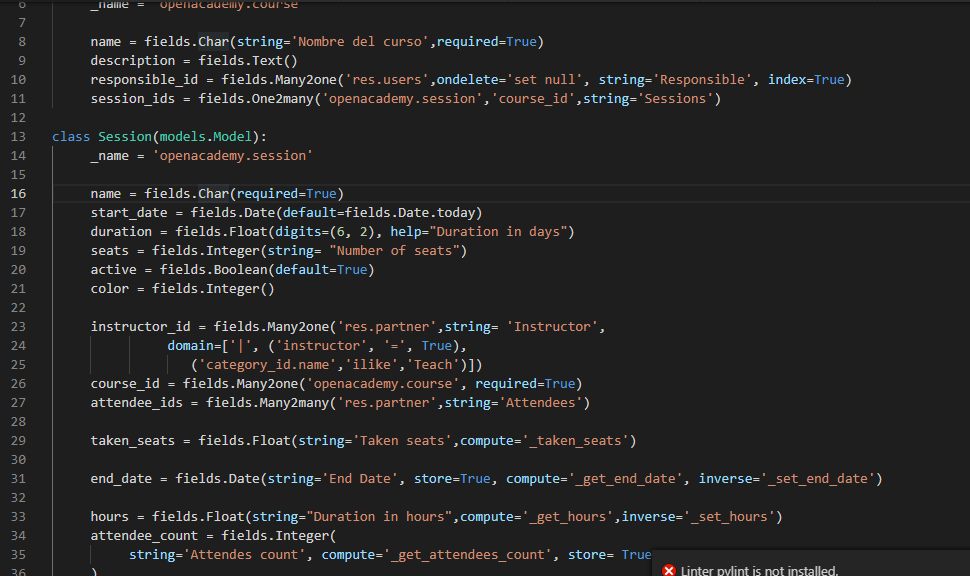 6 _name = 'openacademy.course'
7
8 name = fields.Char(string='Nombre del curso',required=True)
9 description = fields.Text()
10 responsible_id = fields.Many2one('res.users',ondelete='set null', string='Responsible', index=True)
11 session_ids = fields.One2many('openacademy.session','course_id',string='Sessions')
12
13 class Session(models.Model):
14 _name = 'openacademy.session'
15
16 name = fields.Char(required=True)
17 start_date = fields.Date(default=fields.Date.today)
18 duration = fields.Float(digits=(6, 2), help="Duration in days")
19 seats = fields.Integer(string= "Number of seats")
20 active = fields.Boolean(default=True)
21 color = fields.Integer()
22
23 instructor_id = fields.Many2one('res.partner',string= 'Instructor',
24 domain=['|', ('instructor', '=', True),
25 ('category_id.name','ilike','Teach')])
26 course_id = fields.Many2one('openacademy.course', required=True)
27 attendee_ids = fields.Many2many('res.partner',string='Attendees')
28
29 taken_seats = fields.Float(string='Taken seats',compute='_taken_seats')
30
31 end_date = fields.Date(string='End Date', store=True, compute='_get_end_date', inverse='_set_end_date')
32
33 hours = fields.Float(string="Duration in hours",compute='_get_hours',inverse='_set_hours')
34 attendee_count = fields.Integer(
35 string='Attendes count', compute='_get_attendees_count', store= True
36 )
Linter pylint is not installed.